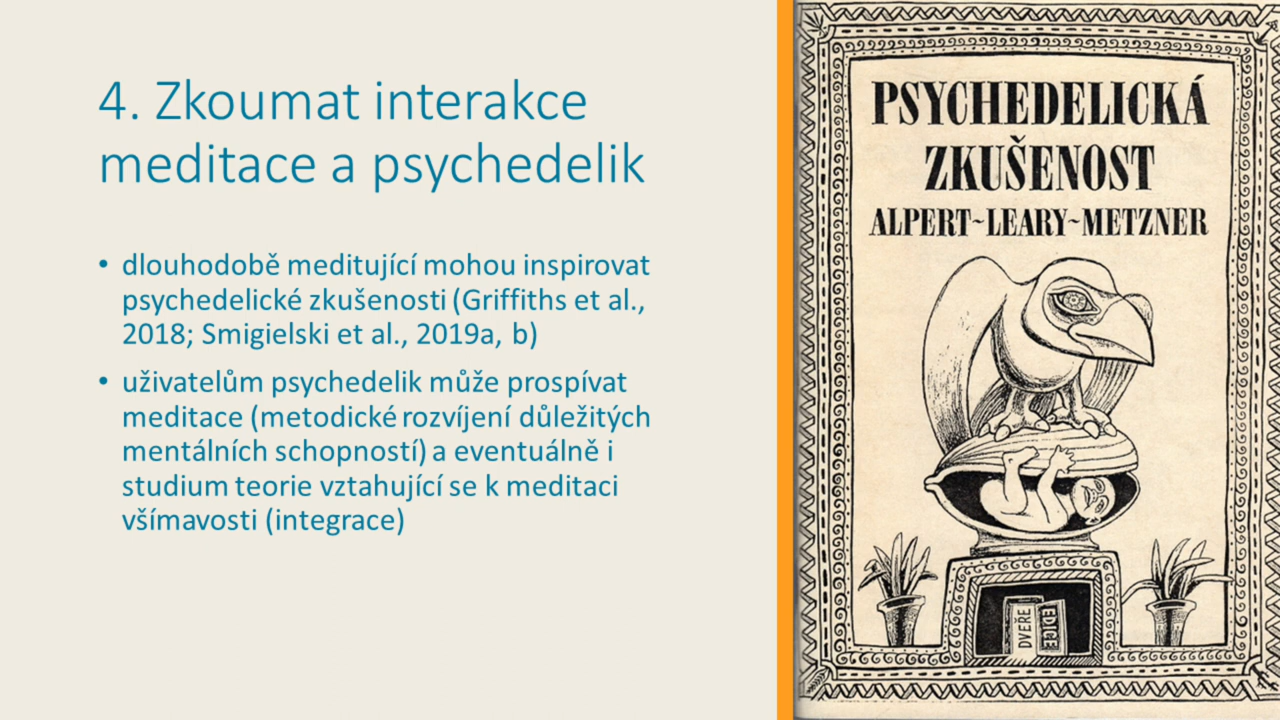 4. Zkoumat interakce
meditace a psychedelik
• dlouhodobě meditující mohou inspirovat
psychedelické zkušenosti (Griffiths et al.,
2018; Smigielski et al., 2019a, b)
• uživatelům psychedelik může prospívat
meditace (metodické rozvíjení důležitých
mentálních schopností) a eventuálně i
studium teorie vztahující se k meditaci
všímavosti (integrace)
PSYCHEDELICKÁ
ZKUŠENOST
ALPERT~LEARY~METZNER
DVEŘE
EDICE